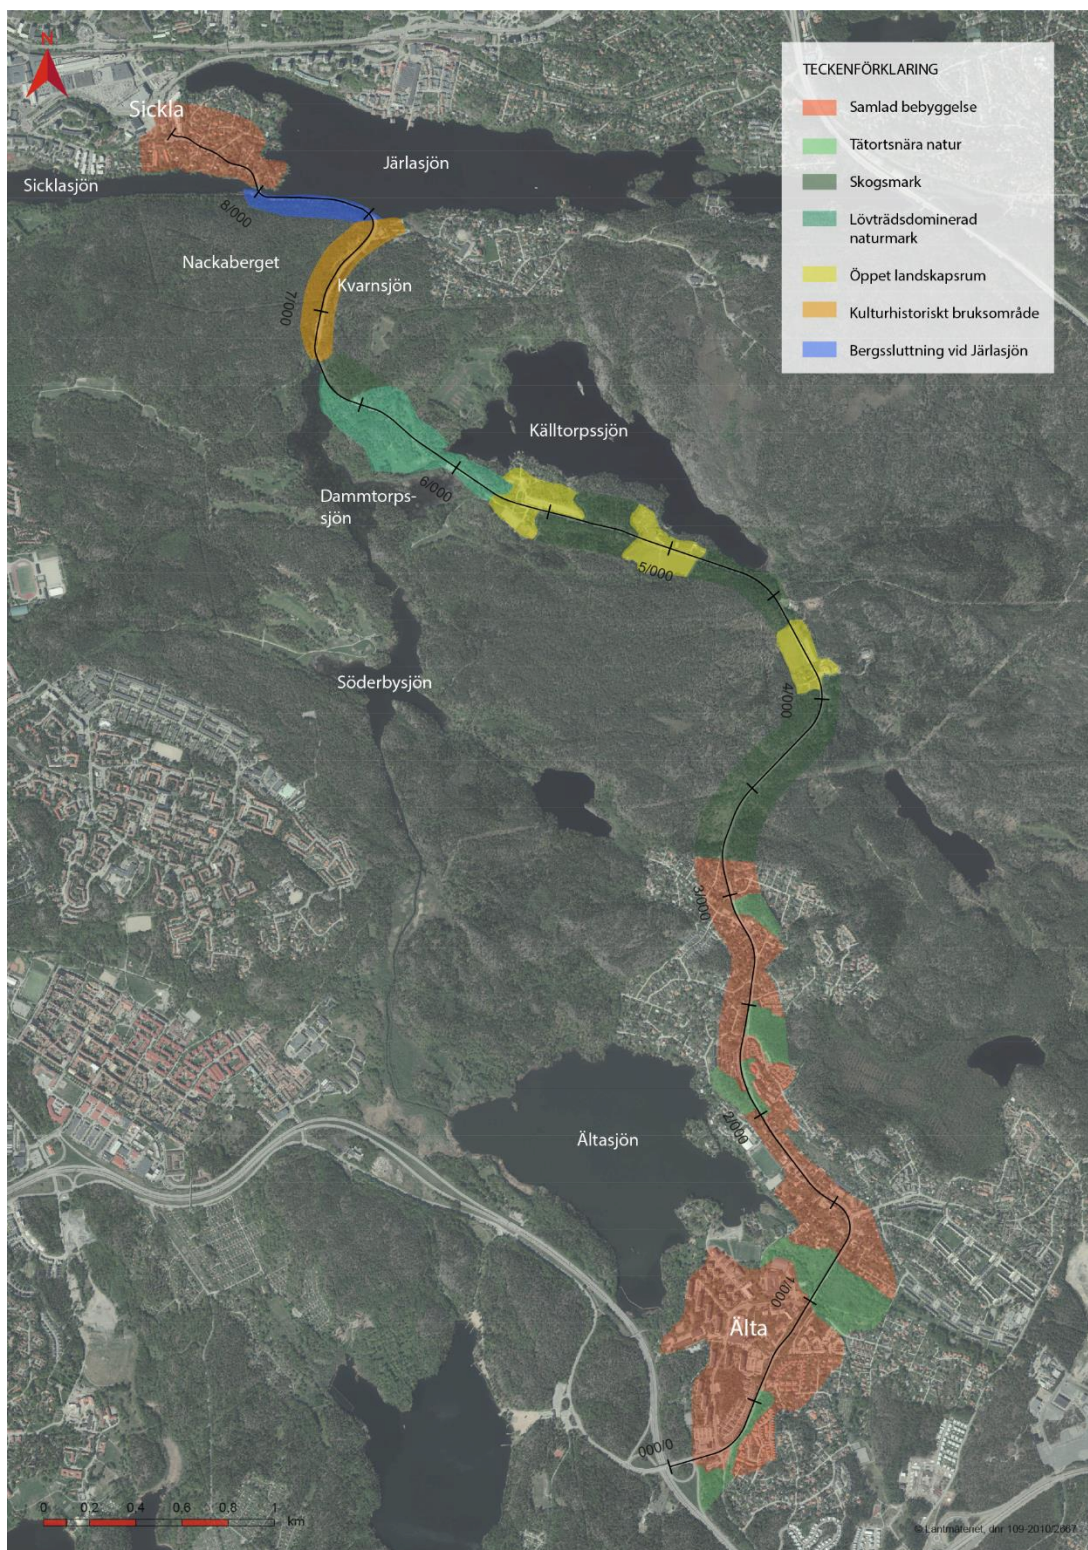 N
TECKENFÖRKLARING
Samlad bebyggelse
Tätortsnära natur
Skogsmark
Lövträdsdominerad
naturmark
Öppet landskapsrum
Kulturhistoriskt bruksområde
Bergssluttning vid Järlasjön
Sickla
Järlasjön
Sicklasjön
8/000
Nackaberget
Kvarnsjön
7/000
Källtorpssjön
6/000
Dammtorps-
sjön
5/000
Söderbysjön
4/000
3/000
2/000
Ältasjön
1/000
Älta
0/000
0 0,2 0,4 0,6 0,8 1
km
© Lantmäteriet, dnr 109-2010/2667